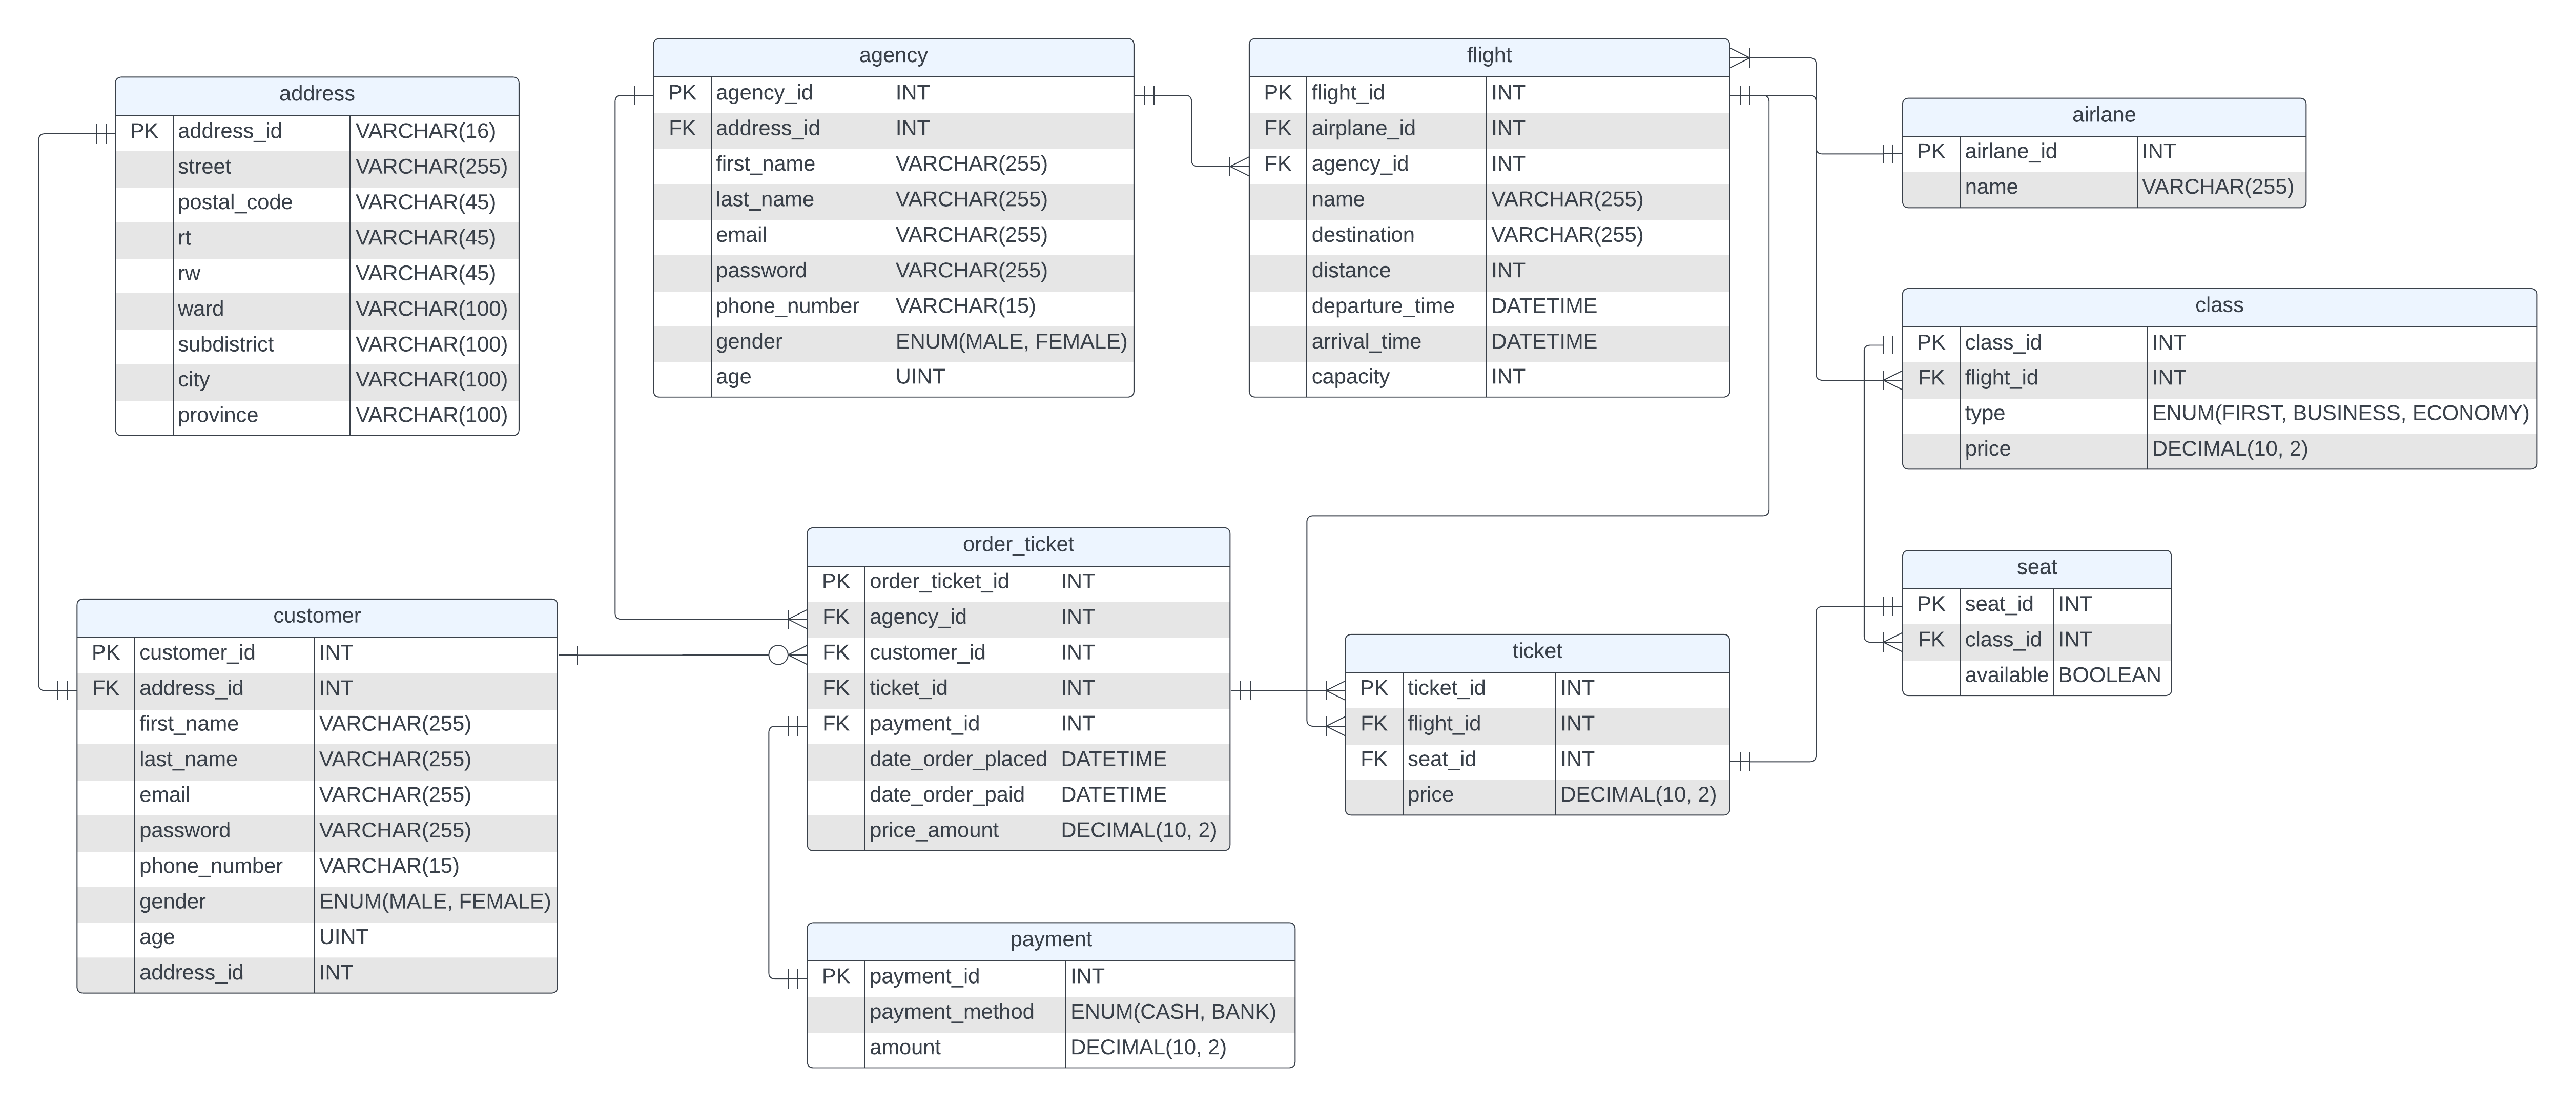 address
PK address_id VARCHAR(16)
street VARCHAR(255)
postal_code VARCHAR(45)
rt VARCHAR(45)
rw VARCHAR(45)
ward VARCHAR(100)
subdistrict VARCHAR(100)
city VARCHAR(100)
province VARCHAR(100)
agency
PK agency_id INT
FK address_id INT
first_name VARCHAR(255)
last_name VARCHAR(255)
email VARCHAR(255)
password VARCHAR(255)
phone_number VARCHAR(15)
gender ENUM(MALE, FEMALE)
age UINT
flight
PK flight_id INT
FK airplane_id INT
FK agency_id INT
name VARCHAR(255)
destination VARCHAR(255)
distance INT
departure_time DATETIME
arrival_time DATETIME
capacity INT
airlane
PK airlane_id INT
name VARCHAR(255)
class
PK class_id INT
FK flight_id INT
type ENUM(FIRST, BUSINESS, ECONOMY)
price DECIMAL(10, 2)
customer
PK customer_id INT
FK address_id INT
first_name VARCHAR(255)
last_name VARCHAR(255)
email VARCHAR(255)
password VARCHAR(255)
phone_number VARCHAR(15)
gender ENUM(MALE, FEMALE)
age UINT
address_id INT
order_ticket
PK order_ticket_id INT
FK agency_id INT
FK customer_id INT
FK ticket_id INT
FK payment_id INT
date_order_placed DATETIME
date_order_paid DATETIME
price_amount DECIMAL(10, 2)
ticket
PK ticket_id INT
FK flight_id INT
FK seat_id INT
price DECIMAL(10, 2)
seat
PK seat_id INT
FK class_id INT
available BOOLEAN
payment
PK payment_id INT
payment_method ENUM(CASH, BANK)
amount DECIMAL(10, 2)